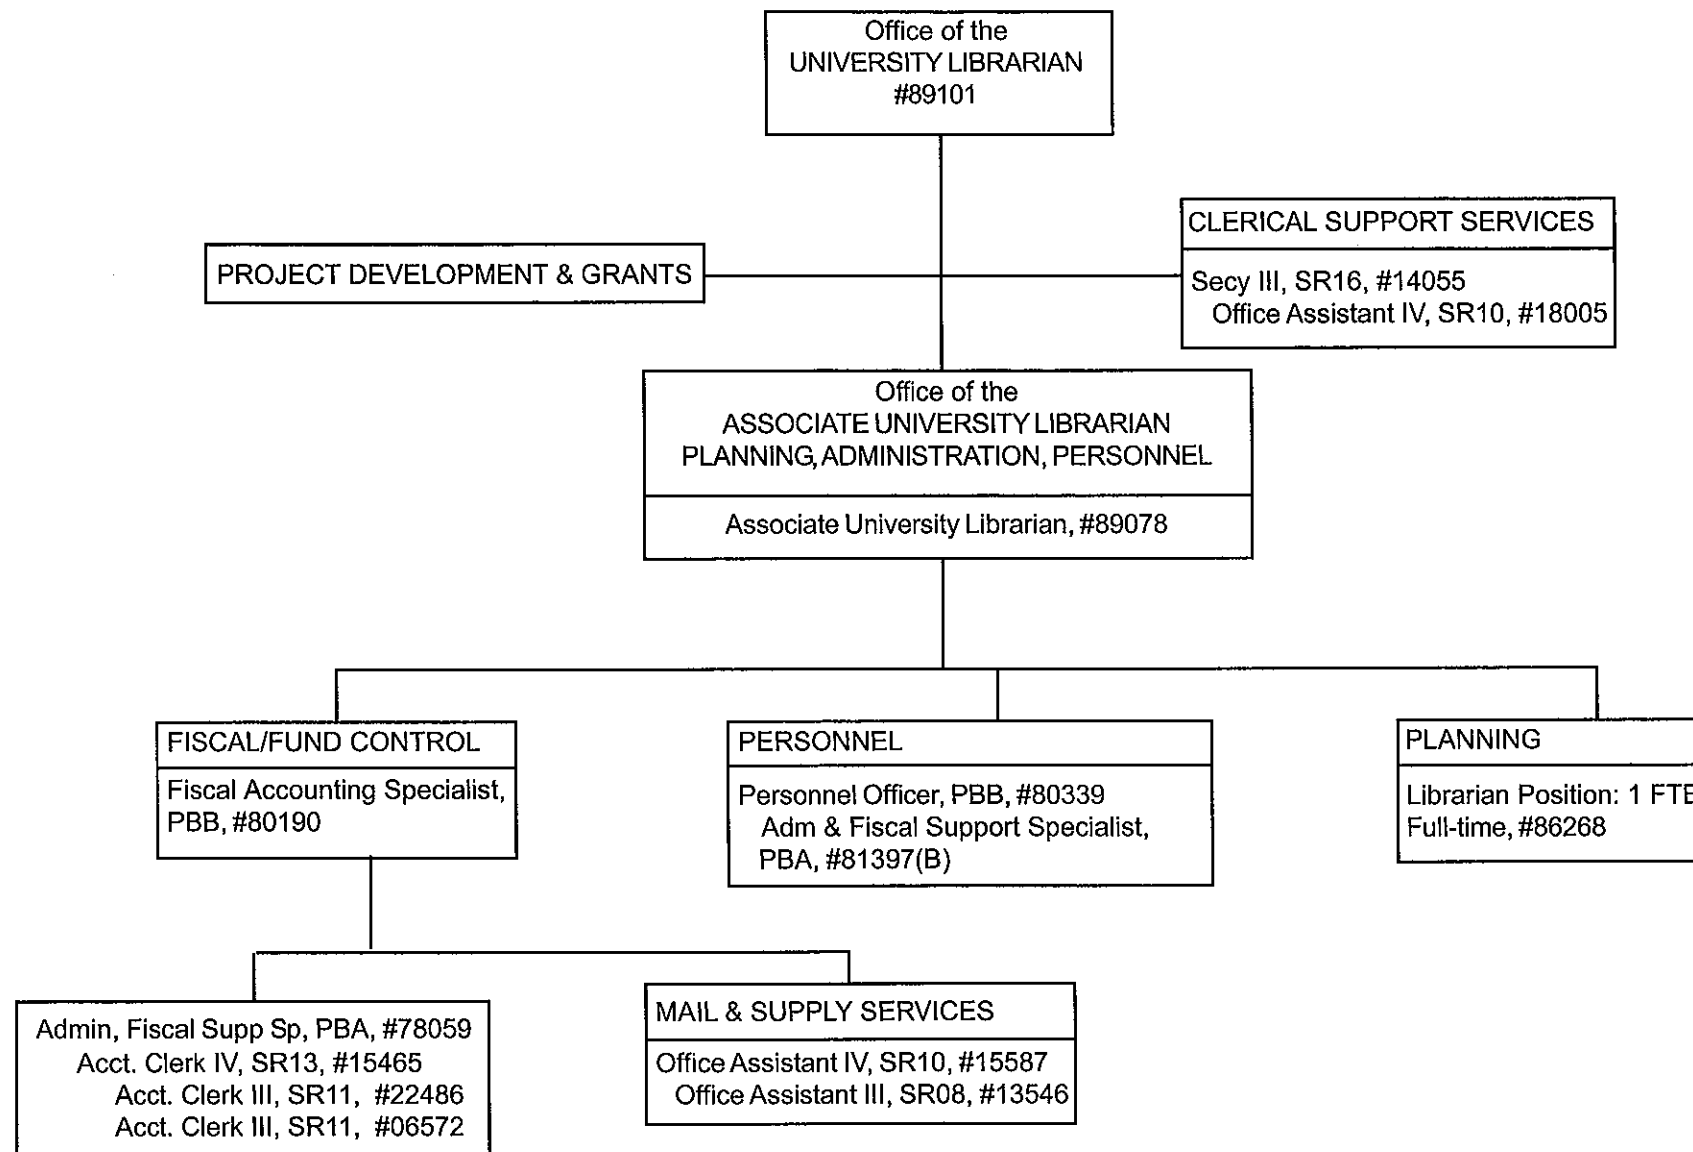 Office of the
UNIVERSITY LIBRARIAN
#89101
CLERICAL SUPPORT SERVICES
Secy III, SR16, #14055
Office Assistant IV, SR10, #18005
PROJECT DEVELOPMENT & GRANTS
Office of the
ASSOCIATE UNIVERSITY LIBRARIAN
PLANNING, ADMINISTRATION, PERSONNEL
Associate University Librarian, #89078
FISCAL/FUND CONTROL
Fiscal Accounting Specialist,
PBB, #80190
PERSONNEL
Personnel Officer, PBB, #80339
Adm & Fiscal Support Specialist,
PBA, #81397(B)
PLANNING
Librarian Position: 1 FTE
Full-time, #86268
Admin, Fiscal Supp Sp, PBA, #78059
Acct. Clerk IV, SR13, #15465
Acct. Clerk III, SR11, #22486
Acct. Clerk III, SR11, #06572
MAIL & SUPPLY SERVICES
Office Assistant IV, SR10, #15587
Office Assistant III, SR08, #13546